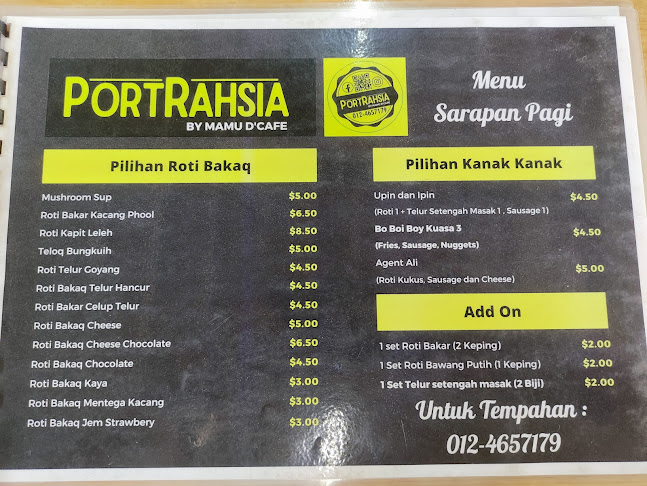 PORTRAHSIA
BY MAMU D'CAFE
PORTRAHSIA
012-4657179
Menu
Sarapan Pagi
Pilihan Roti Bakaq
Mushroom Sup $5.00
Roti Bakar Kacang Phool $6.50
Roti Kapit Leleh $8.50
Teloq Bungkuih $5.00
Roti Telur Goyang $4.50
Roti Bakaq Telur Hancur $4.50
Roti Bakar Celup Telur $4.50
Roti Bakaq Cheese $5.00
Roti Bakaq Cheese Chocolate $6.50
Roti Bakaq Chocolate $4.50
Roti Bakaq Kaya $3.00
Roti Bakaq Mentega Kacang $3.00
Roti Bakaq Jem Strawbery $3.00
Pilihan Kanak Kanak
Upin dan Ipin $4.50
(Roti 1 + Telur Setengah Masak 1 , Sausage 1)
Bo Boi Boy Kuasa 3 $4.50
(Fries, Sausage, Nuggets)
Agent Ali $5.00
(Roti Kukus, Sausage dan Cheese)
Add On
1 set Roti Bakar (2 Keping) $2.00
1 Set Roti Bawang Putih (1 Keping) $2.00
1 Set Telur setengah masak (2 Biji) $2.00
Untuk Tempahan :
012-4657179